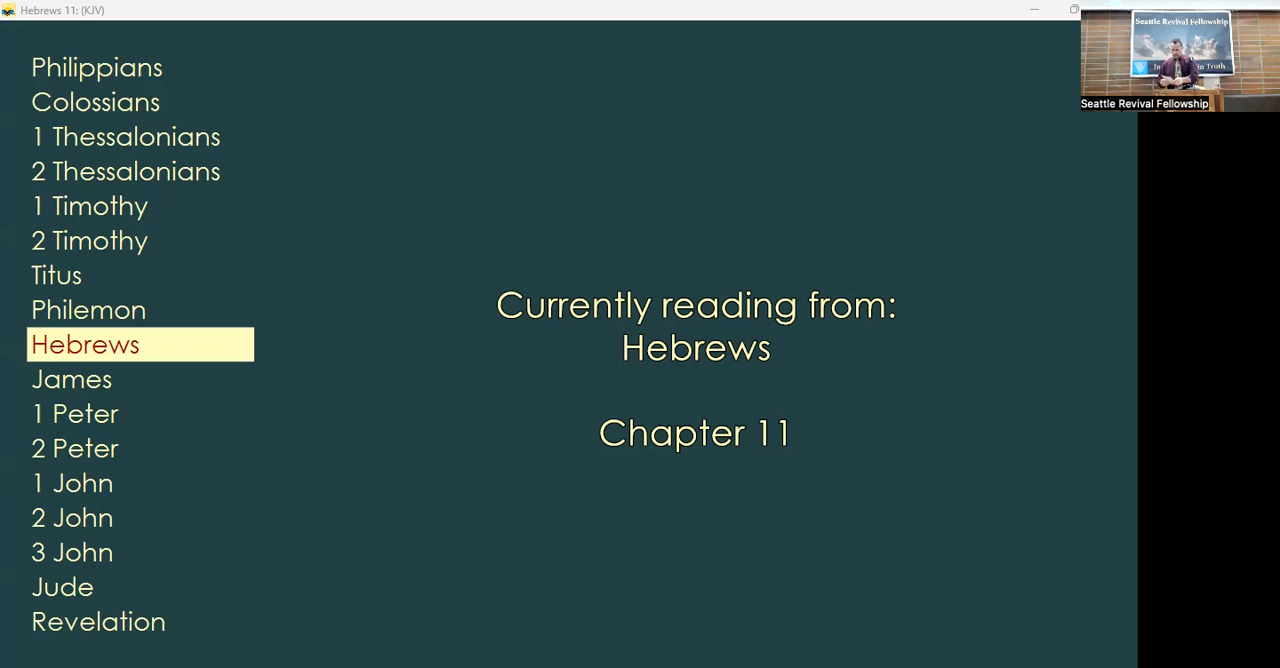 Hebrews 11: (KJV)
Seattle Revival Fellowship
In Truth
Seattle Revival Fellowship
Philippians
Colossians
1 Thessalonians
2 Thessalonians
1 Timothy
2 Timothy
Titus
Philemon
Hebrews
James
1 Peter
2 Peter
1 John
2 John
3 John
Jude
Revelation
Currently reading from:
Hebrews
Chapter 11